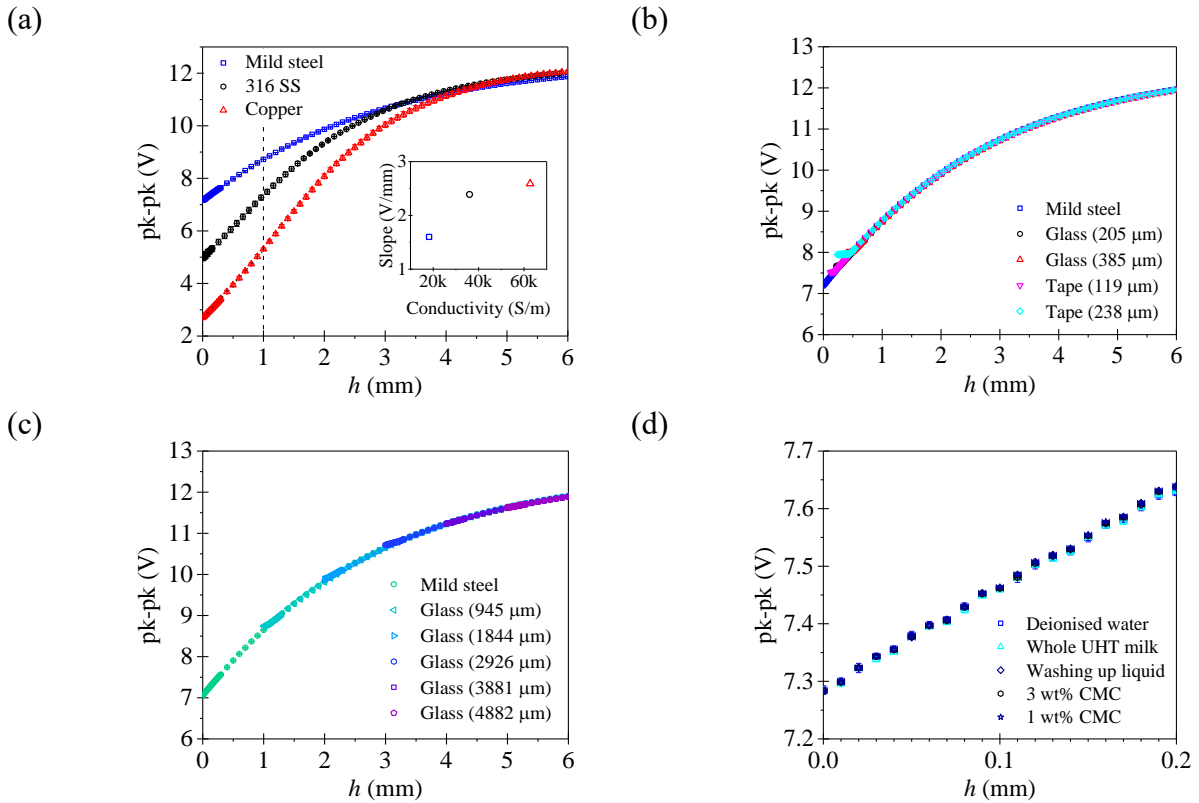 (a)
Mild steel
316 SS
Copper
pk-pk (V)
12
10
8
6
4
2
0
1
2
3
4
5
6
h (mm)
Slope (V/mm)
3
2
1
20k
40k
60k
Conductivity (S/m)
(b)
pk-pk (V)
13
12
11
10
9
8
7
6
Mild steel
Glass (205 μm)
Glass (385 μm)
Tape (119 μm)
Tape (238 μm)
0
1
2
3
4
5
6
h (mm)
(c)
pk-pk (V)
13
12
11
10
9
8
7
6
Mild steel
Glass (945 μm)
Glass (1844 μm)
Glass (2926 μm)
Glass (3881 μm)
Glass (4882 μm)
0
1
2
3
4
5
6
h (mm)
(d)
pk-pk (V)
7.7
7.6
7.5
7.4
7.3
7.2
Deionised water
Whole UHT milk
Washing up liquid
3 wt% CMC
1 wt% CMC
0.0
0.1
0.2
h (mm)